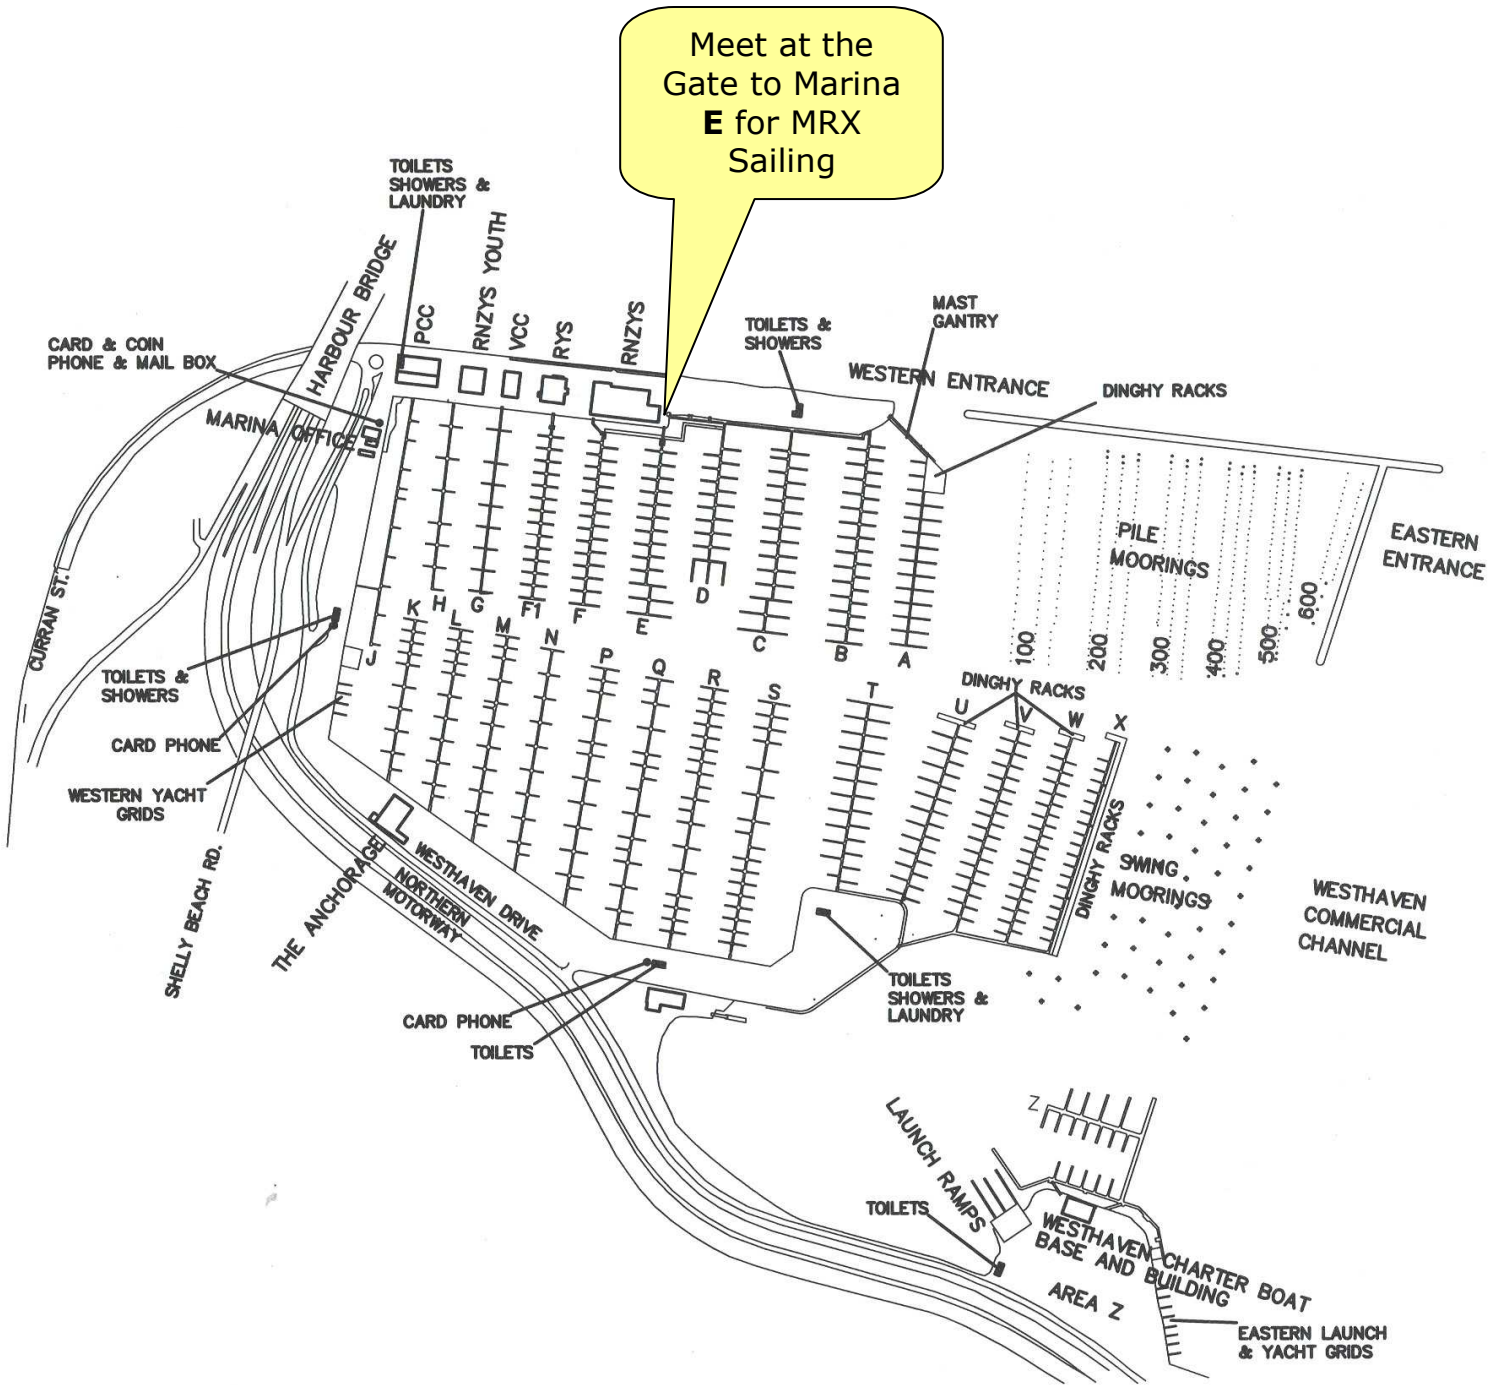 Meet at the
Gate to Marina
E for MRX
Sailing
TOILETS
SHOWERS &
LAUNDRY
HARBOUR BRIDGE
PCC
RNZYS YOUTH
VCC
RYS
RNZYS
TOILETS &
SHOWERS
MAST
GANTRY
WESTERN ENTRANCE
DINGHY RACKS
CARD & COIN
PHONE & MAIL BOX
MARINA OFFICE
PILE
MOORINGS
EASTERN
ENTRANCE
CURRAN ST.
H
G
F1
F
E
D
C
B
A
100
200
300
400
500
600
J
K
L
M
N
P
Q
R
S
T
DINGHY RACKS
U
V
W
X
TOILETS &
SHOWERS
CARD PHONE
WESTERN YACHT
GRIDS
SHELLY BEACH RD.
THE ANCHORAGE
WESTHAVEN DRIVE
NORTHERN
MOTORWAY
DINGHY RACKS
SWING
MOORINGS
WESTHAVEN
COMMERCIAL
CHANNEL
TOILETS
SHOWERS &
LAUNDRY
CARD PHONE
TOILETS
Z
LAUNCH RAMPS
TOILETS
WESTHAVEN CHARTER BOAT
BASE AND BUILDING
AREA Z
EASTERN LAUNCH
& YACHT GRIDS